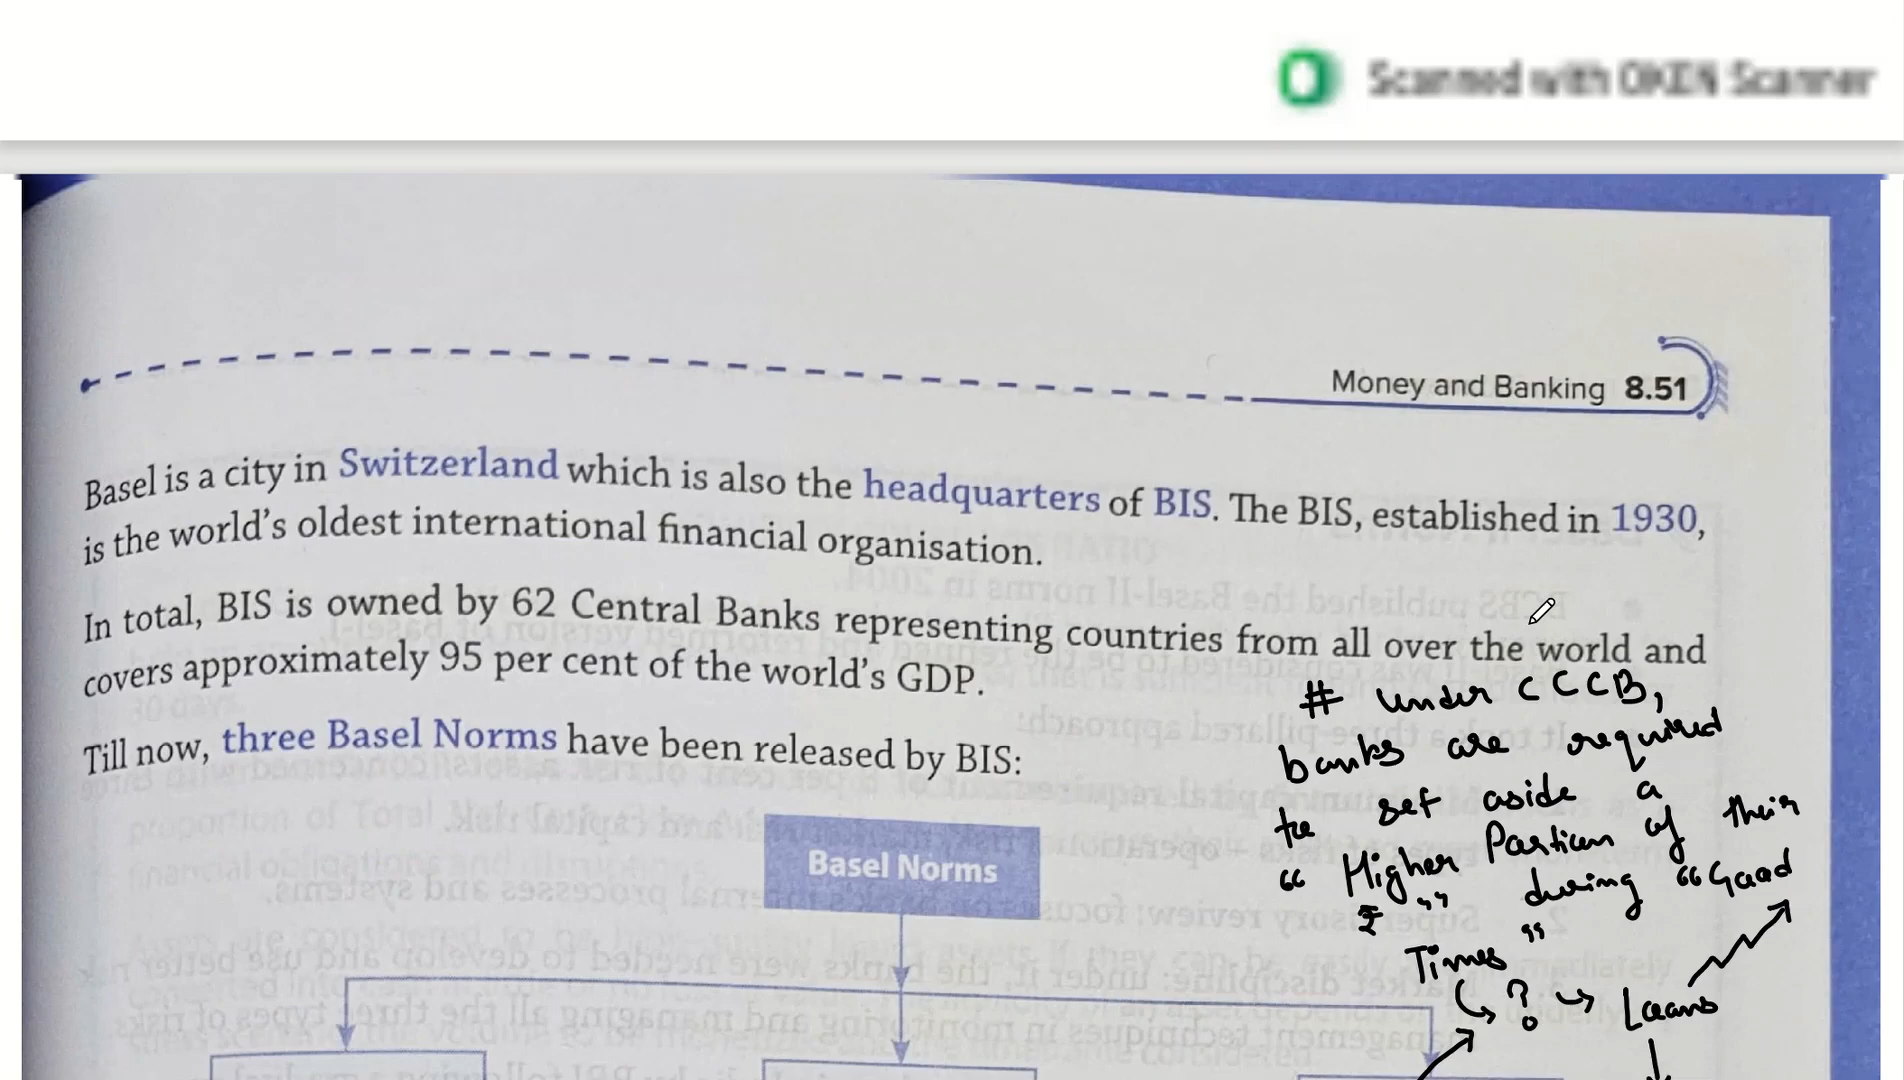 Scanned with OKEN Scanner
Money and Banking 8.51
Basel is a city in Switzerland which is also the headquarters of BIS. The BIS, established in 1930,
is the world's oldest international financial organisation.
In total, BIS is owned by 62 Central Banks representing countries from all over the world and
covers approximately 95 per cent of the world's GDP.
Till now, three Basel Norms have been released by BIS:
Basel Norms
# under CCCB,
banks are required
to set aside a
"Higher Portion of their
₹" during "Good
Times"
? Loans